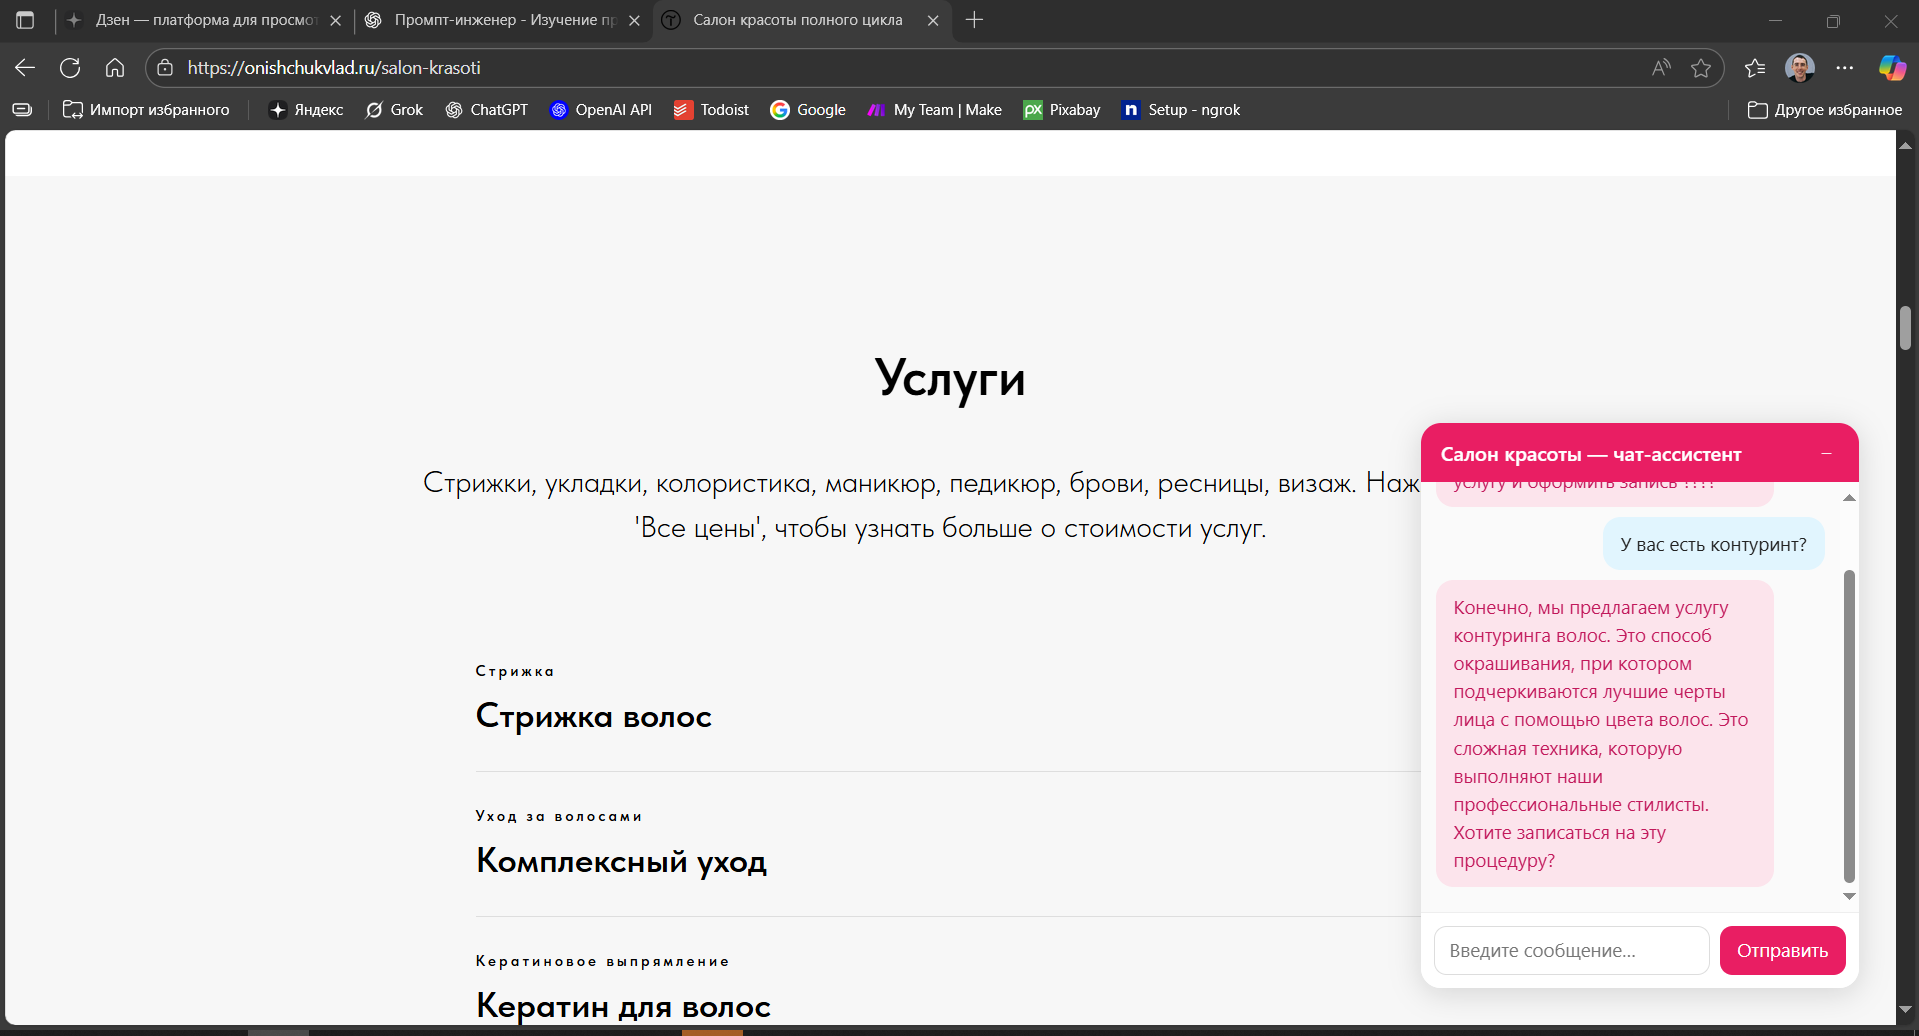 Дзен — платформа для просмот
Промпт-инженер - Изучение пр
Салон красоты полного цикла
https://onishchukvlad.ru/salon-krasoti
Импорт избранного
Яндекс
Grok
ChatGPT
OpenAI API
Todoist
Google
My Team | Make
Pixabay
Setup - ngrok
Другое избранное
Услуги
Стрижки, укладки, колористика, маникюр, педикюр, брови, ресницы, визаж. Наж
'Все цены', чтобы узнать больше о стоимости услуг.
Стрижка
Стрижка волос
Уход за волосами
Комплексный уход
Кератиновое выпрямление
Кератин для волос
Салон красоты — чат-ассистент
услугу и оформить запись ????
У вас есть контуринт?
Конечно, мы предлагаем услугу
контуринга волос. Это способ
окрашивания, при котором
подчеркиваются лучшие черты
лица с помощью цвета волос. Это
сложная техника, которую
выполняют наши
профессиональные стилисты.
Хотите записаться на эту
процедуру?
Введите сообщение...
Отправить